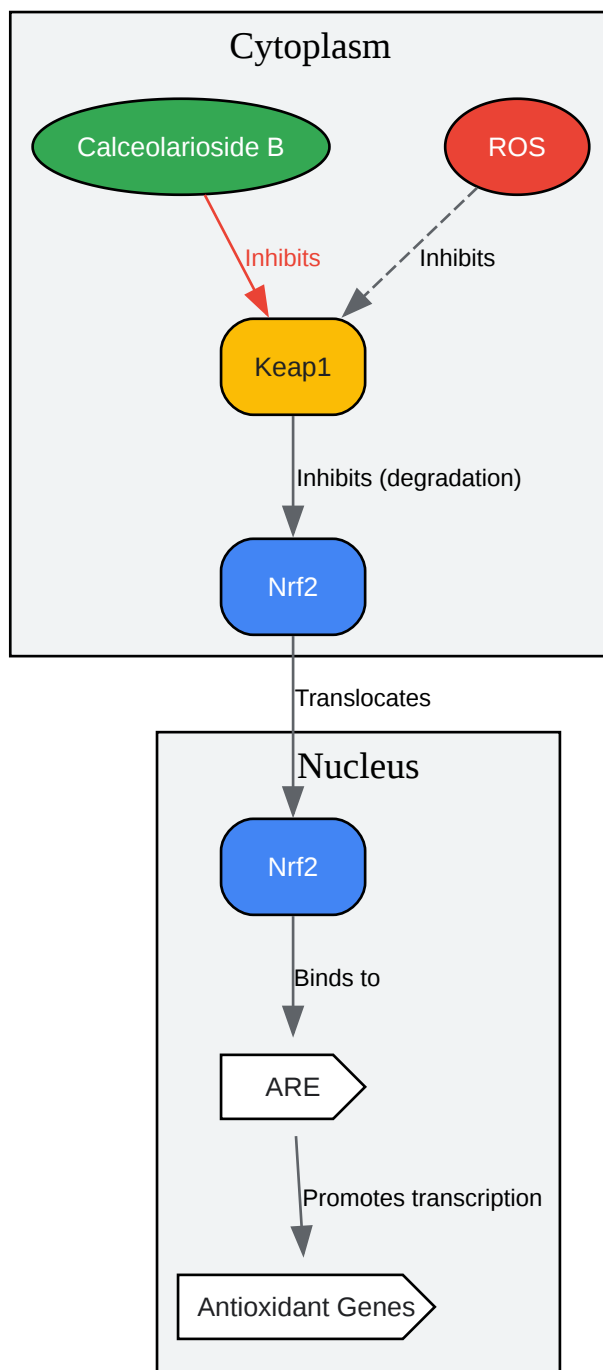 Cytoplasm
Calceolarioside B
ROS
Inhibits
Inhibits
Keap1
Inhibits (degradation)
Nrf2
Translocates
Nucleus
Nrf2
Binds to
ARE
Promotes transcription
Antioxidant Genes